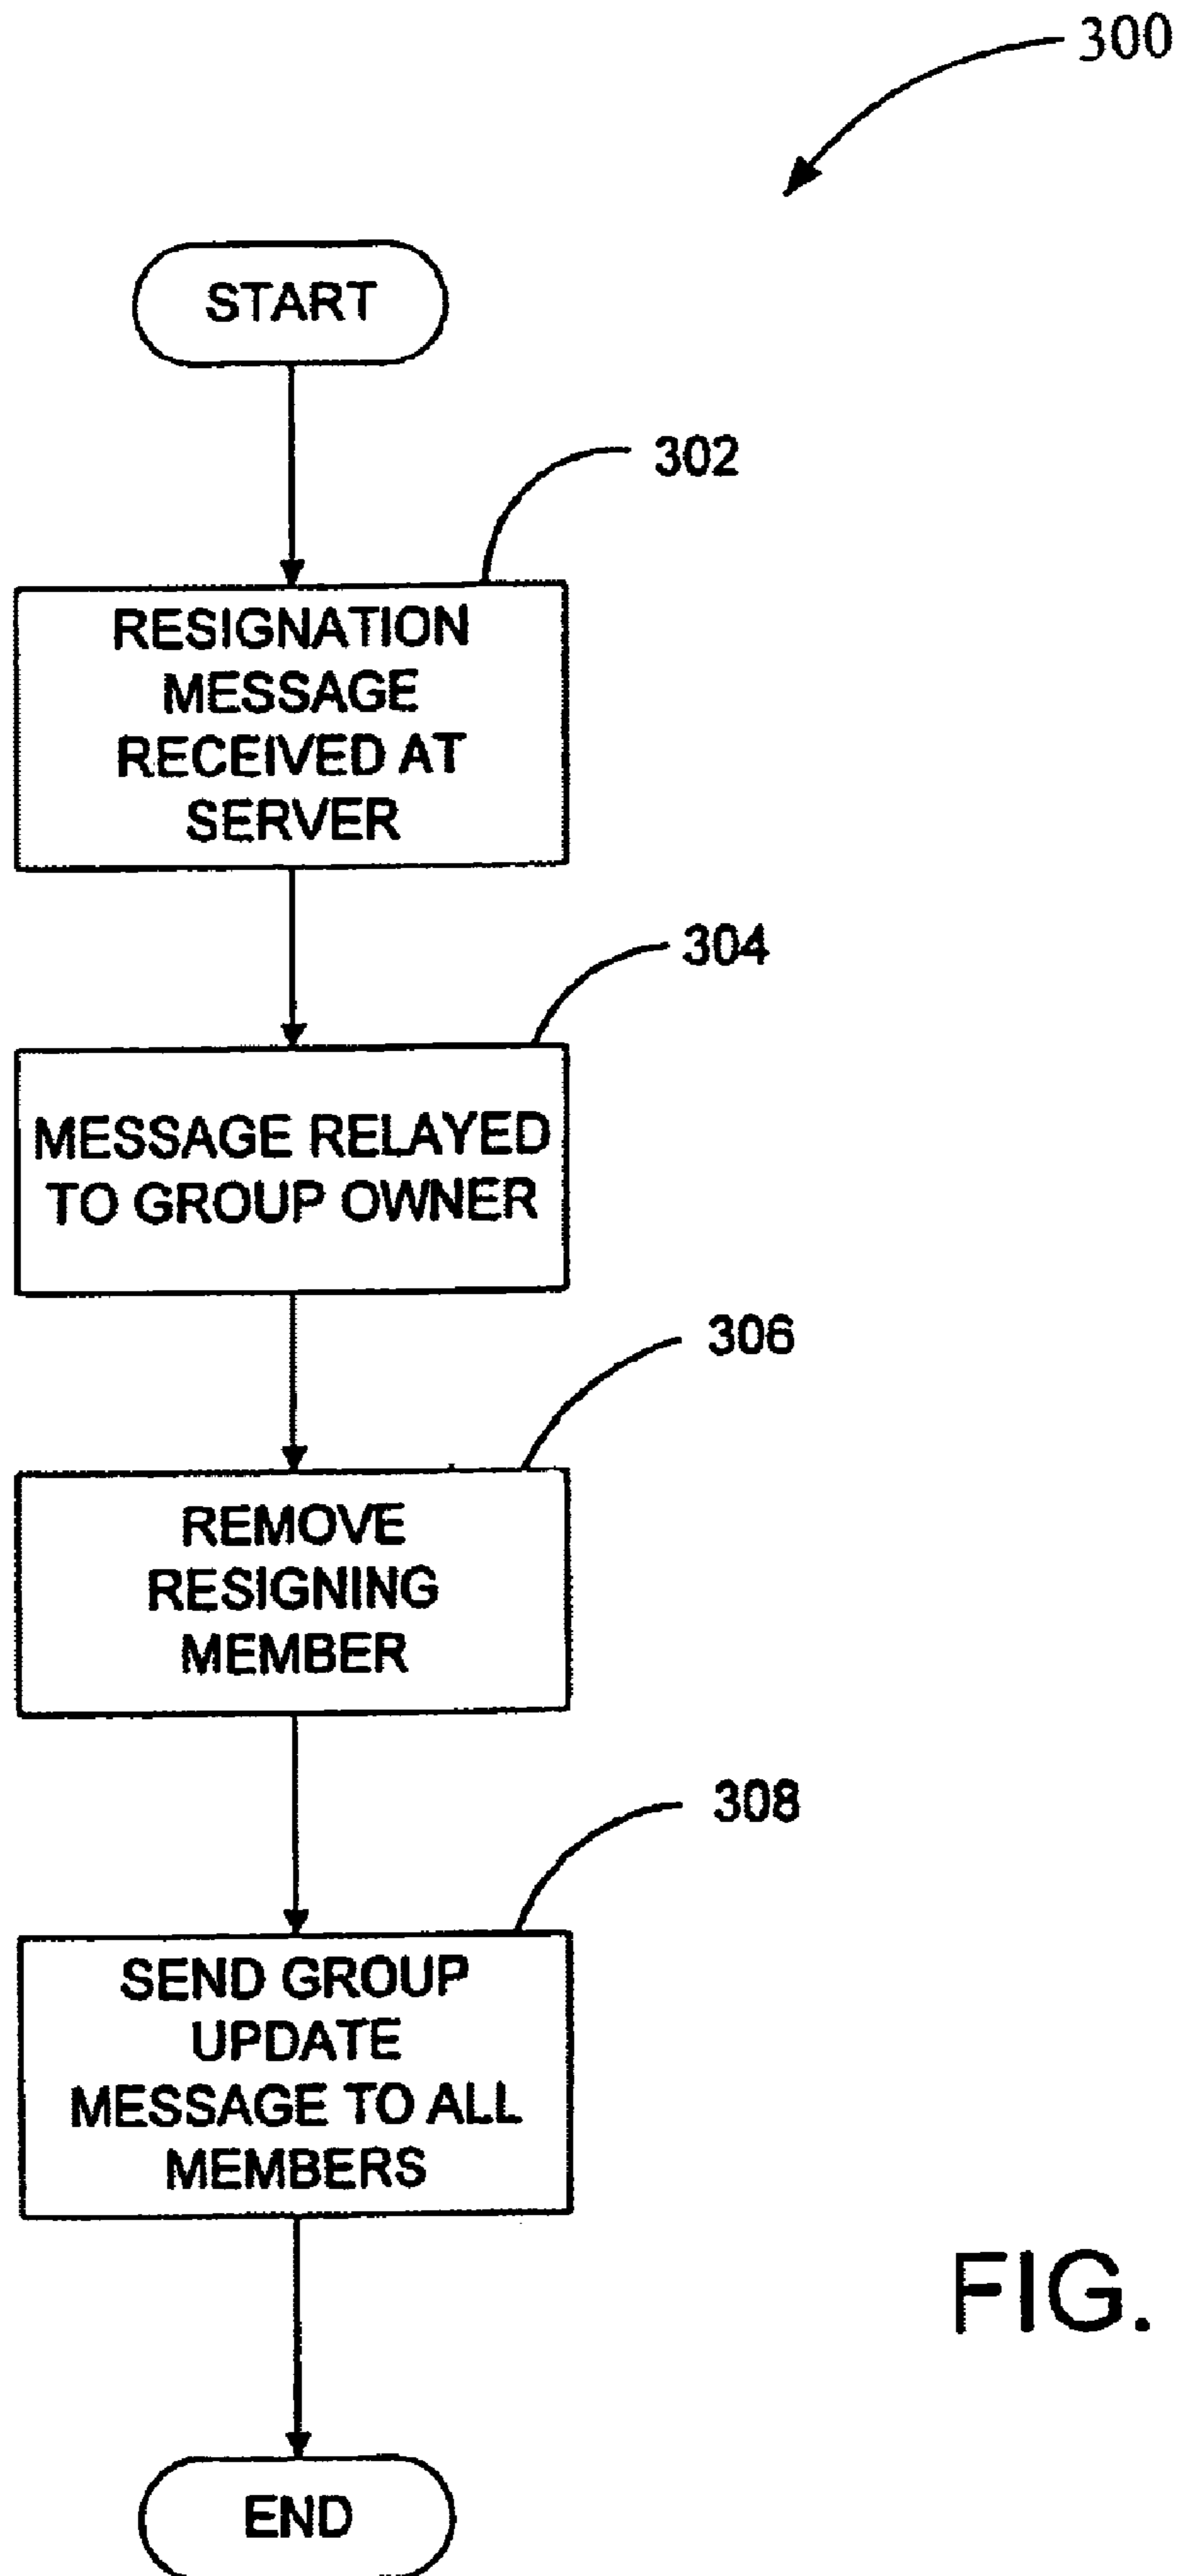 300
START
302
RESIGNATION
MESSAGE
RECEIVED AT
SERVER
304
MESSAGE RELAYED
TO GROUP OWNER
306
REMOVE
RESIGNING
MEMBER
308
SEND GROUP
UPDATE
MESSAGE TO ALL
MEMBERS
FIG.
END